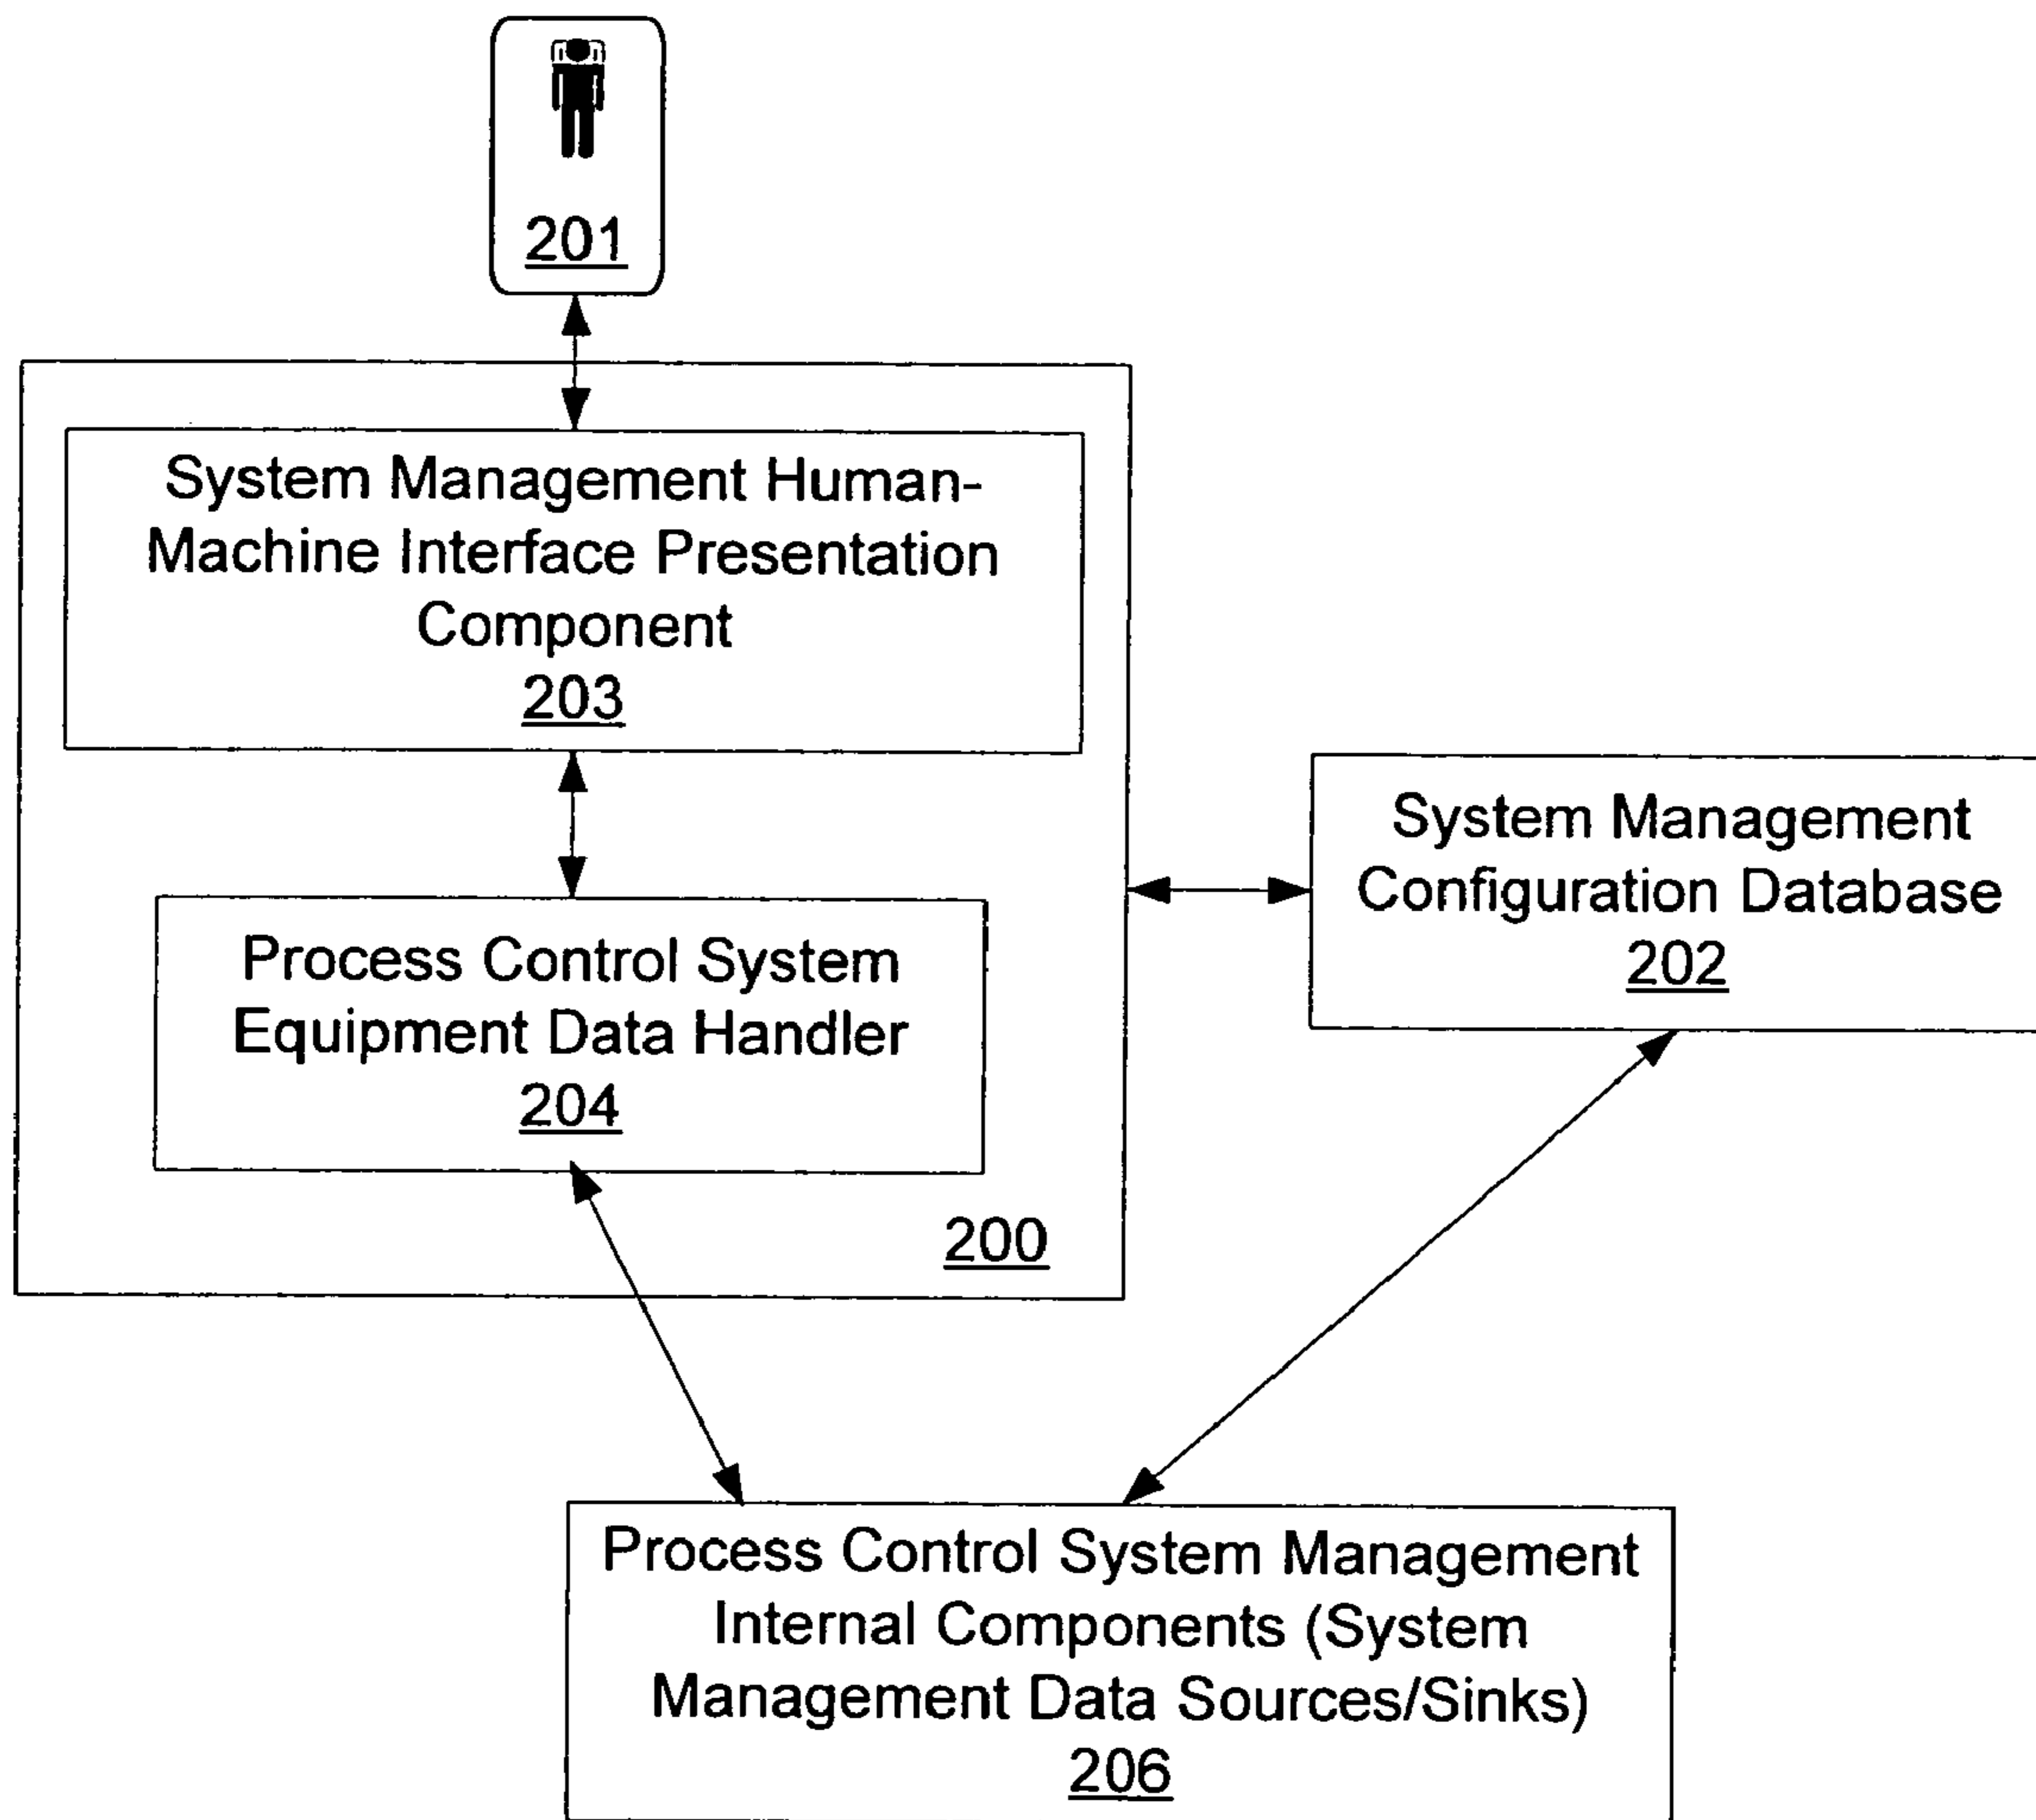 201
System Management Human-
Machine Interface Presentation
Component
203
System Management
Configuration Database
202
Process Control System
Equipment Data Handler
204
200
Process Control System Management
Internal Components (System
Management Data Sources/Sinks)
206